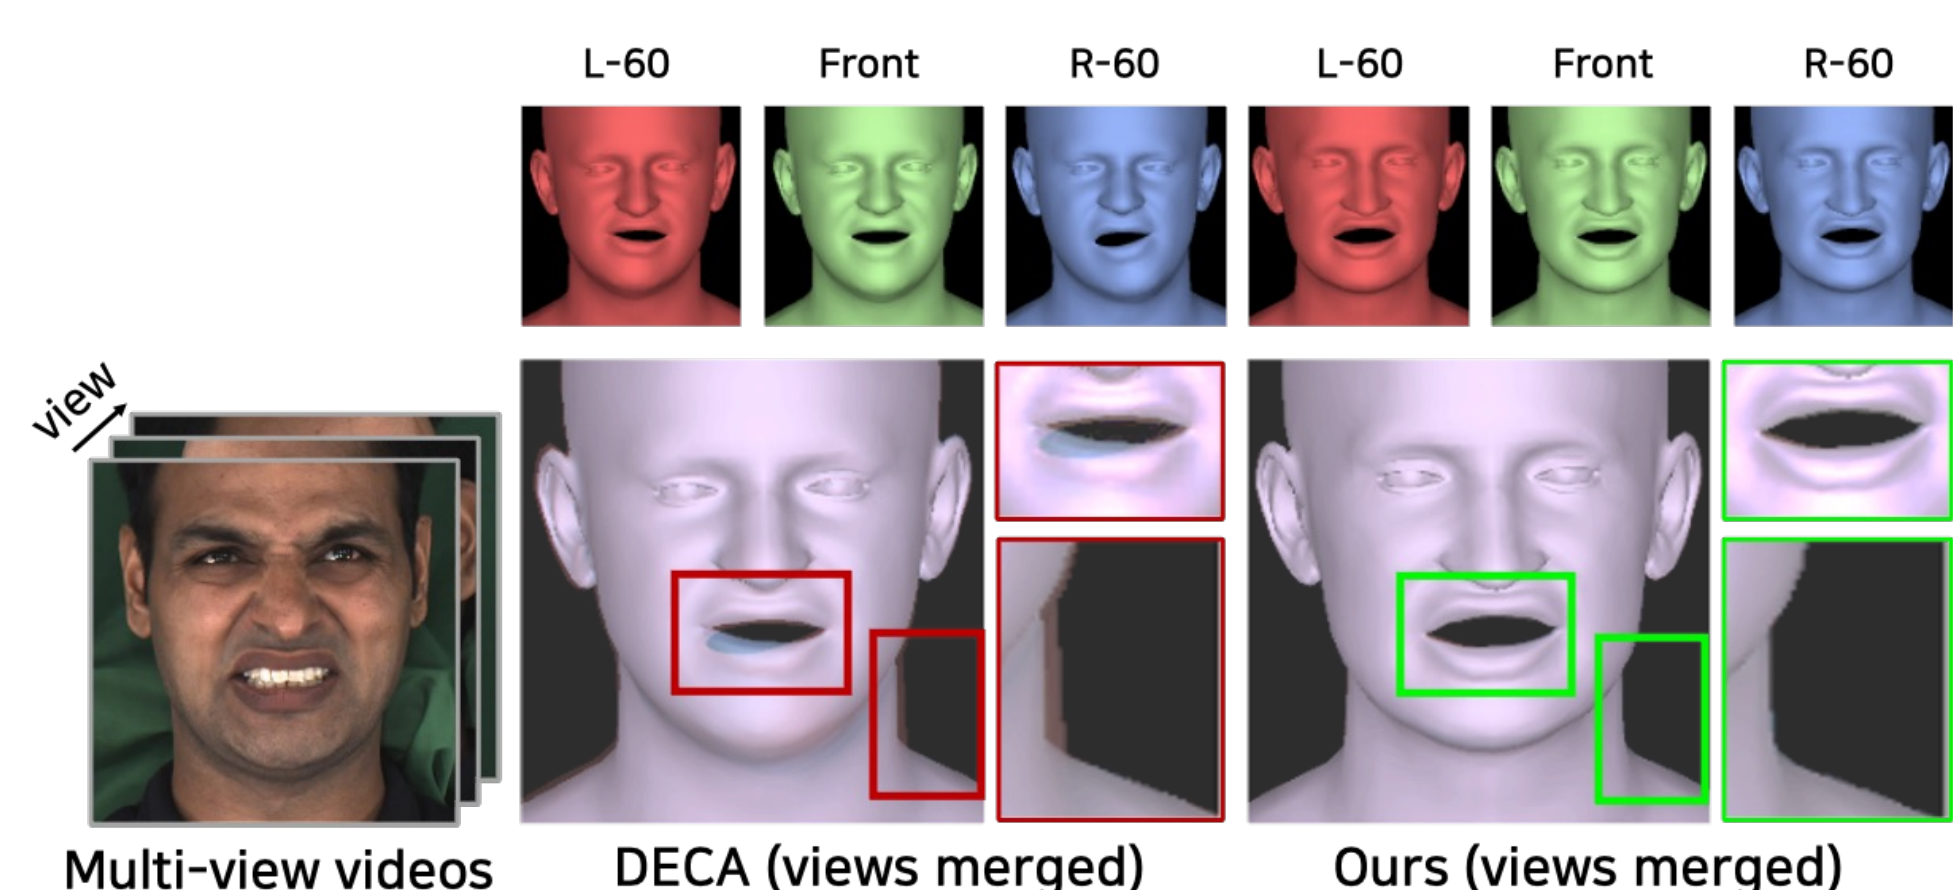 L-60 Front R-60 L-60 Front R-60
view
Multi-view videos DECA (views merged) Ours (views merged)